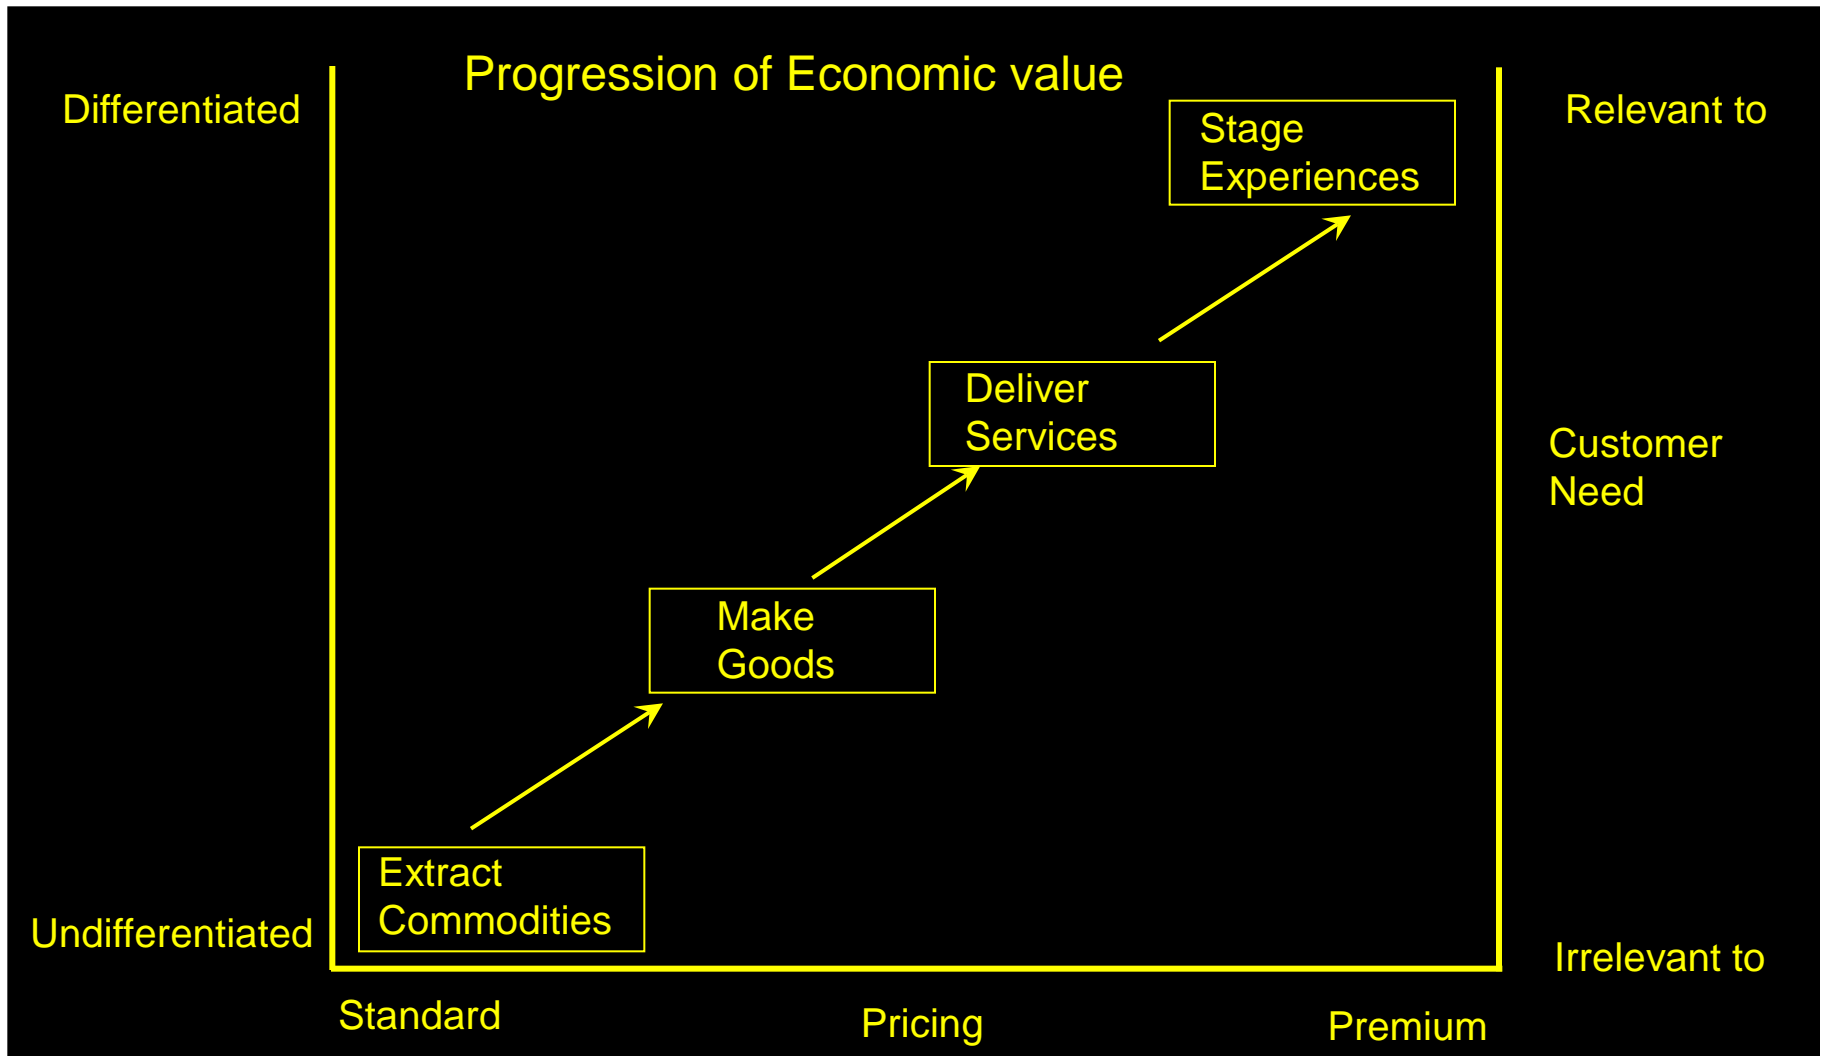 Progression of Economic value
Differentiated
Stage
Experiences
Relevant to
Deliver
Services
Customer
Need
Make
Goods
Extract
Commodities
Undifferentiated
Irrelevant to
Standard
Pricing
Premium